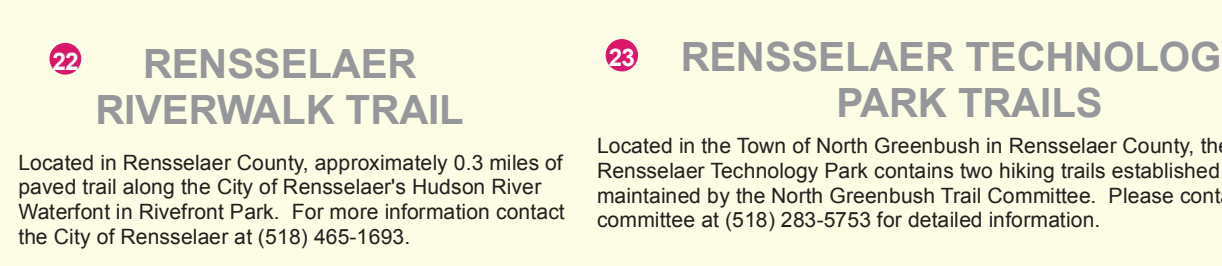 22
RENSSELAER
RIVERWALK TRAIL
Located in Rensselaer County, approximately 0.3 miles of
paved trail along the City of Rensselaer's Hudson River
Waterfont in Rivefront Park. For more information contact
the City of Rensselaer at (518) 465-1693.
23
RENSSELAER TECHNOLOGY
PARK TRAILS
Located in the Town of North Greenbush in Rensselaer County, the
Rensselaer Technology Park contains two hiking trails established
maintained by the North Greenbush Trail Committee. Please conta
committee at (518) 283-5753 for detailed information.